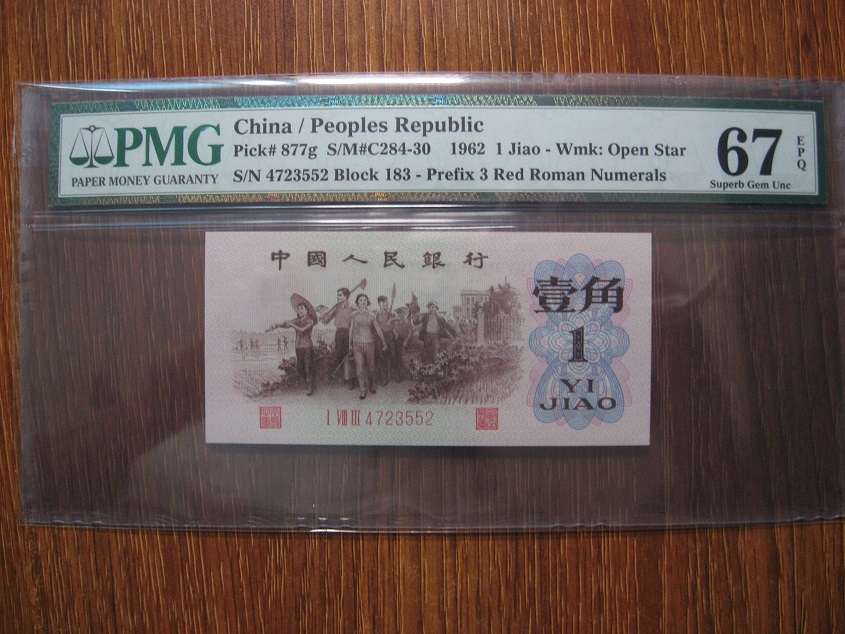 PMG
PAPER MONEY GUARANTY
China / Peoples Republic
Pick# 877g S/M#C284-30 1962 1 Jiao - Wmk: Open Star
S/N 4723552 Block 183 - Prefix 3 Red Roman Numerals
67
EPQ
Superb Gem Unc
中國人民銀行
壹角
1
YI
JIAO
I VIII III 4723552